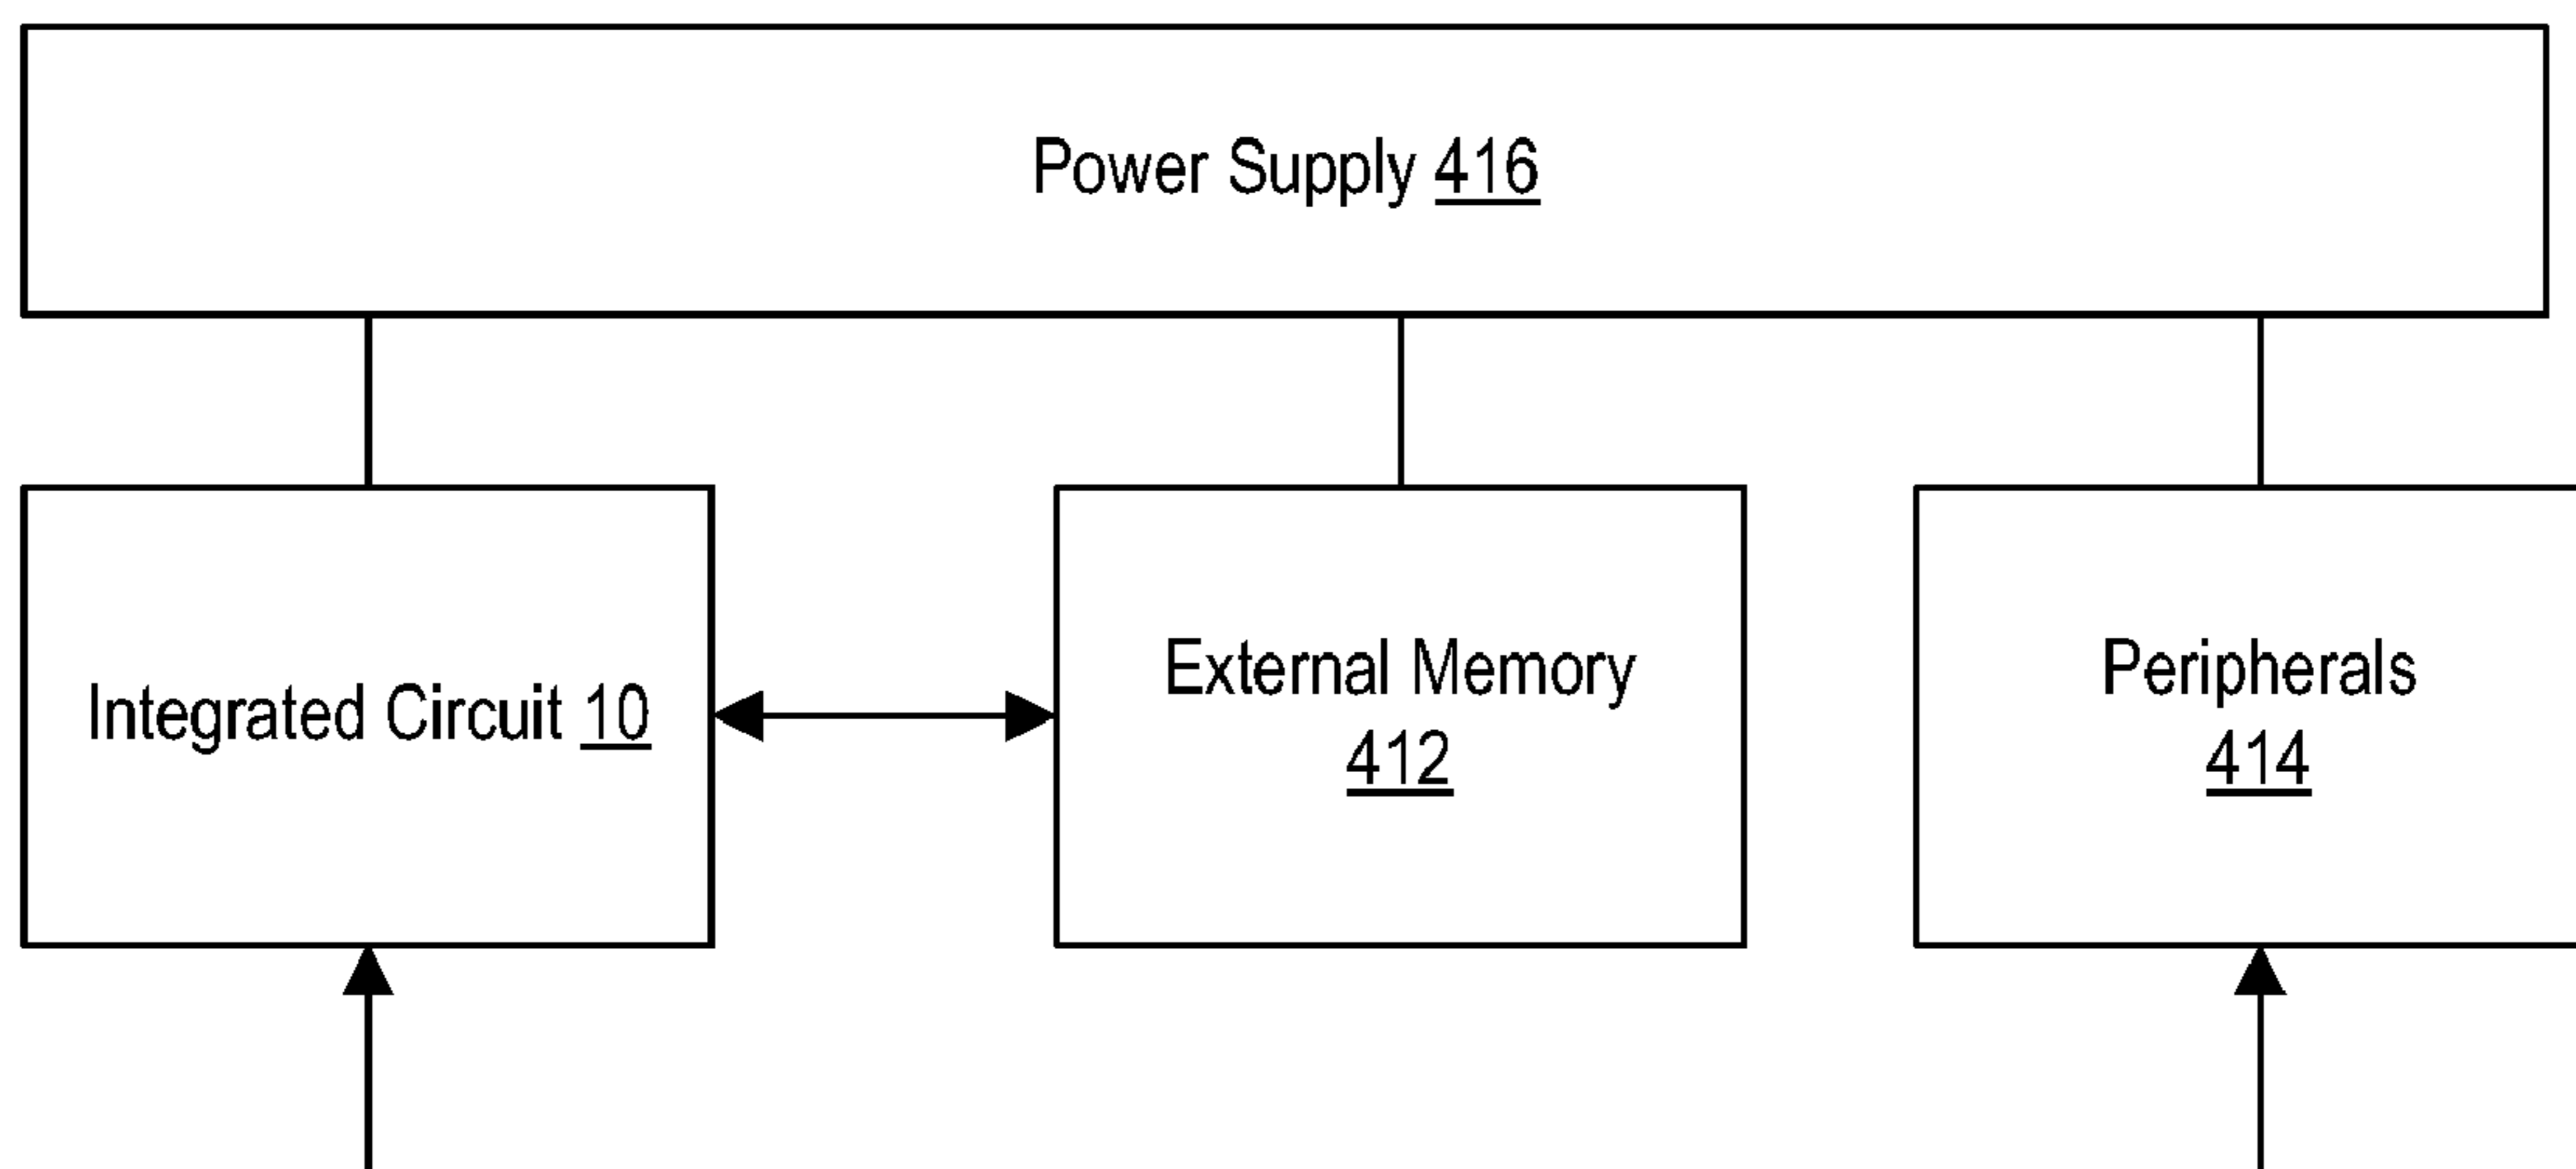 Power Supply 416
Integrated Circuit 10
External Memory
412
Peripherals
414